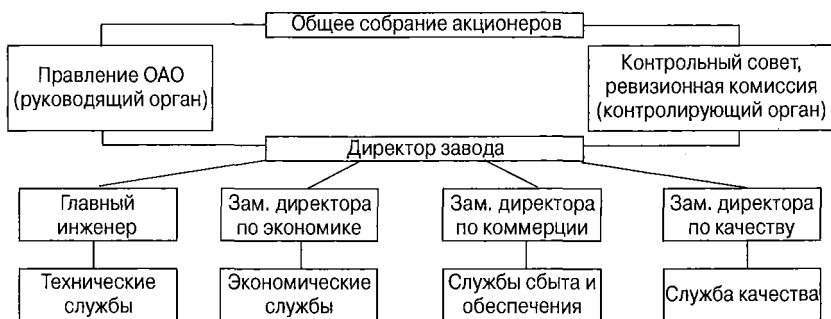 Общее собрание акционеров
Правление ОАО
(руководящий орган)
Контрольный совет,
ревизионная комиссия
(контролирующий орган)
Директор завода
Главный
инженер
Зам. директора
по экономике
Зам. директора
по коммерции
Зам. директора
по качеству
Технические
службы
Экономические
службы
Службы сбыта и
обеспечения
Служба качества